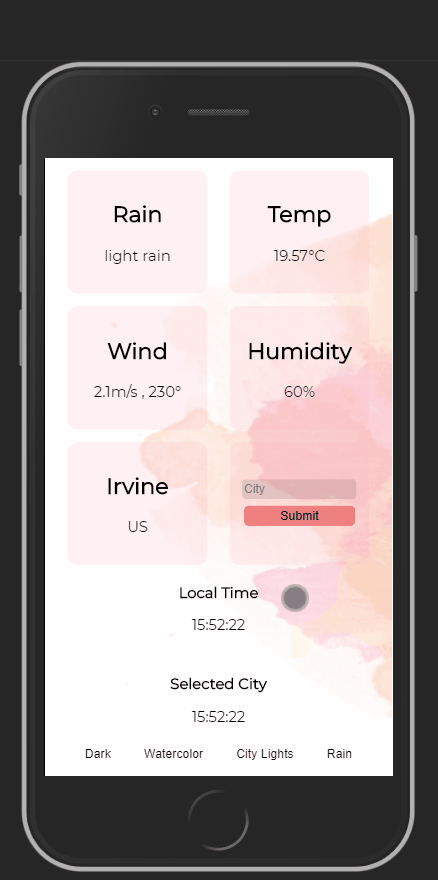 Rain
Temp
light rain
19.57°C
Wind
Humidity
2.1m/s , 230°
60%
Irvine
US
City
Submit
Local Time
15:52:22
Selected City
15:52:22
Dark
Watercolor
City Lights
Rain